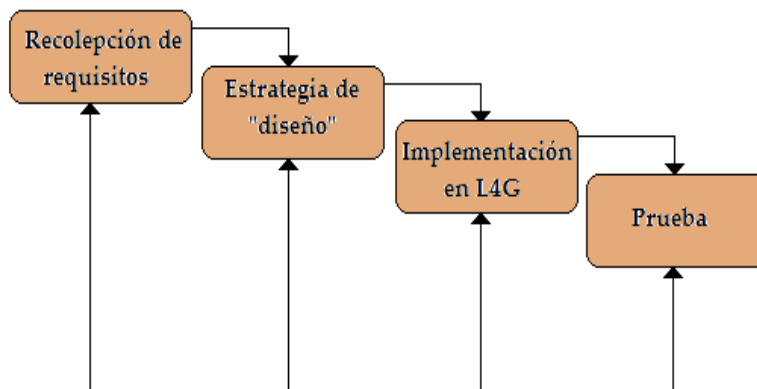 Recolepción de
requisitos
Estrategia de
"diseño"
Implementación
en L4G
Prueba